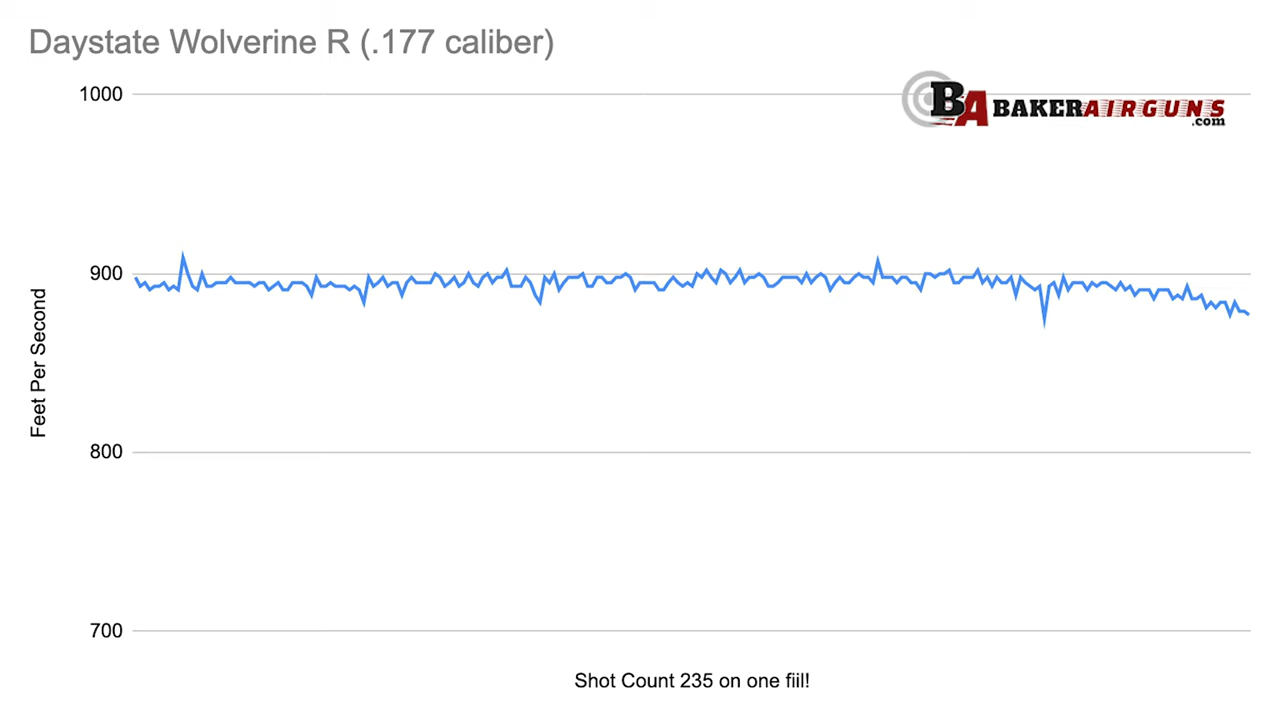 Daystate Wolverine R (.177 caliber)
1000
BA BAKERAIRGUNS
.com
900
800
700
Feet Per Second
Shot Count 235 on one fiil!